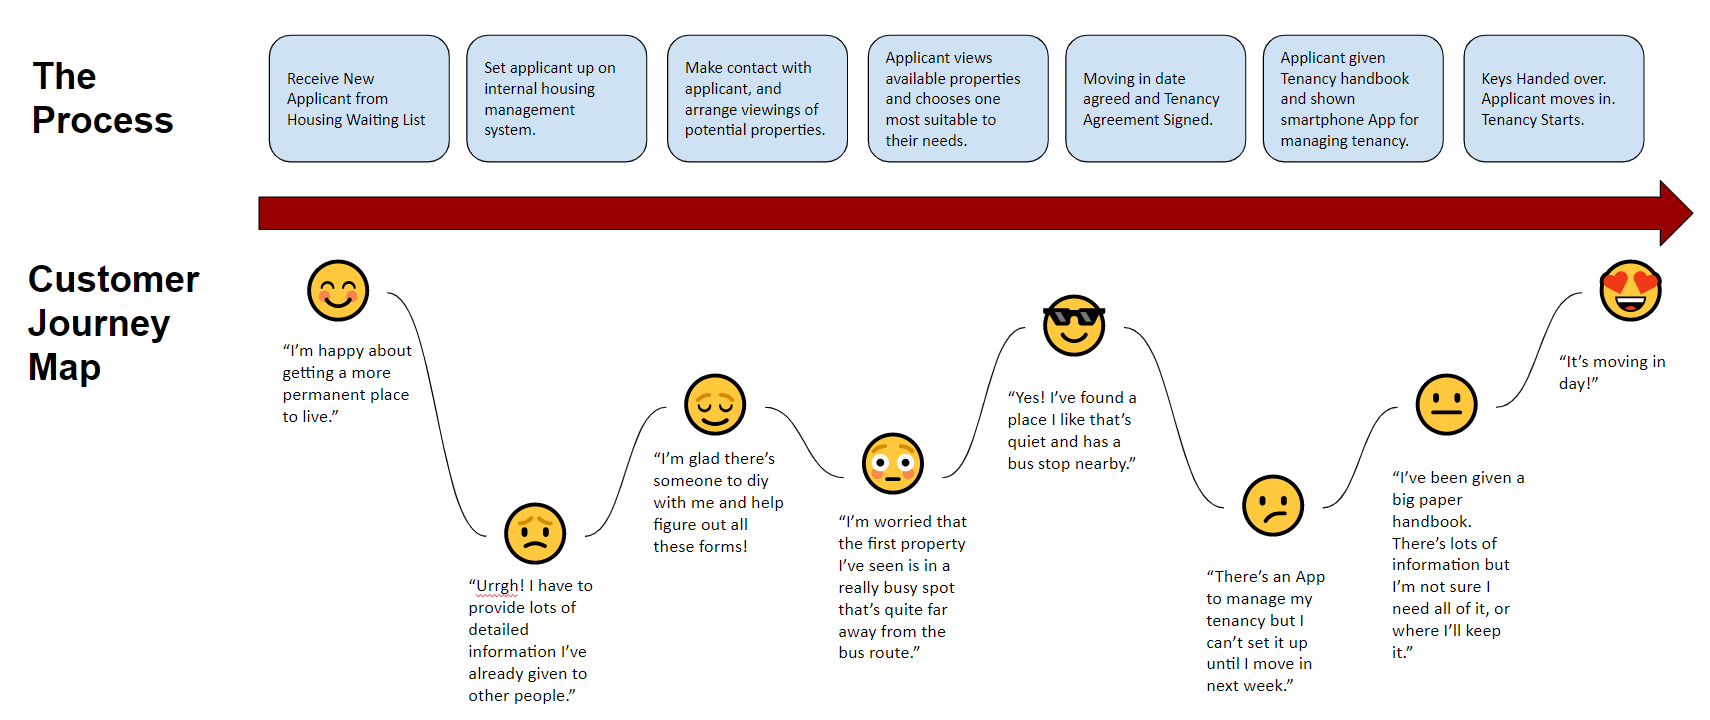 The
Process
Receive New
Applicant from
Housing Waiting List
Set applicant up on
internal housing
management
system.
Make contact with
applicant, and
arrange viewings of
potential properties.
Applicant views
available properties
and chooses one
most suitable to
their needs.
Moving in date
agreed and Tenancy
Agreement Signed.
Applicant given
Tenancy handbook
and shown
smartphone App for
managing tenancy.
Keys Handed over.
Applicant moves in.
Tenancy Starts.
Customer
Journey
Map
“I’m happy about
getting a more
permanent place
to live.”
“Urrgh! I have to
provide lots of
detailed
information I’ve
already given to
other people.”
“I’m glad there’s
someone to diy
with me and help
figure out all
these forms!
“I’m worried that
the first property
I’ve seen is in a
really busy spot
that’s quite far
away from the
bus route.”
“Yes! I’ve found a
place I like that’s
quiet and has a
bus stop nearby.”
“There’s an App
to manage my
tenancy but I
can’t set it up
until I move in
next week.”
“I’ve been given a
big paper
handbook.
There’s lots of
information but
I’m not sure I
need all of it, or
where I’ll keep
it.”
“It’s moving in
day!”